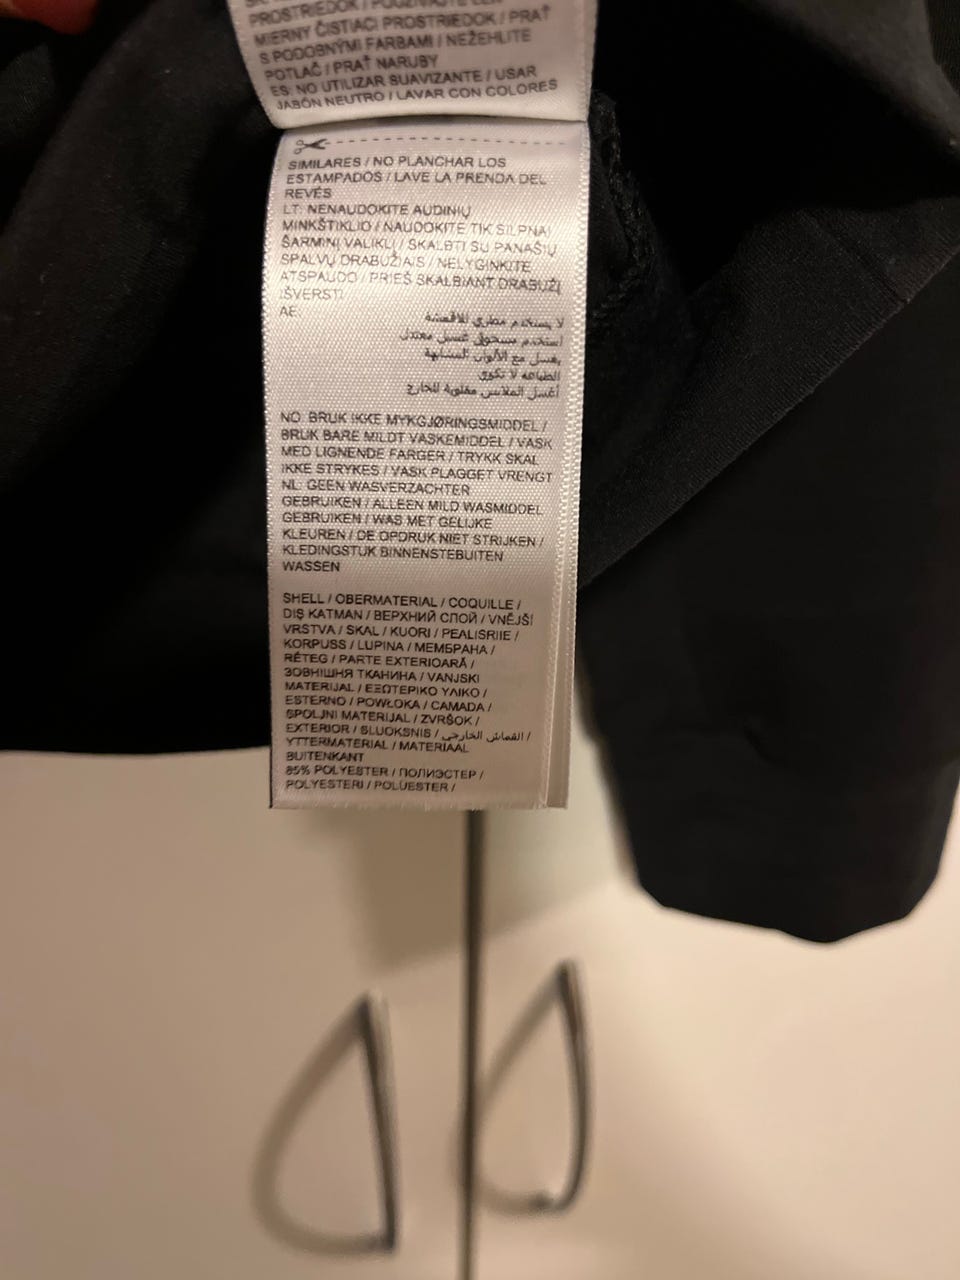 PROSTRIEDOK / POUŽÍVAJTE LEN
MIERNY ČISTIACI PROSTRIEDOK / PRAŤ
S PODOBNÝMI FARBAMI / NEŽEHLITE
POTLAČ / PRAŤ NARUBY
ES: NO UTILIZAR SUAVIZANTE / USAR
JABÓN NEUTRO / LAVAR CON COLORES
SIMILARES / NO PLANCHAR LOS
ESTAMPADOS / LAVE LA PRENDA DEL
REVÉS
LT: NENAUDOKITE AUDINIŲ
MINKŠTIKLIO / NAUDOKITE TIK SILPNAI
ŠARMINĮ VALIKLĮ / SKALBTI SU PANAŠIŲ
SPALVŲ DRABUŽIAIS / NELYGINKITE
ATSPAUDO / PRIEŠ SKALBIANT DRABUŽĮ
IŠVERSTI
AE:
لا يستخدم مطري للاقمشة
استخدم مسحوق غسيل معتدل
يغسل مع الألوان المشابهة
الطباعه لا تكوى
أغسل الملابس مقلوبة للخارج
NO: BRUK IKKE MYKGJØRINGSMIDDEL /
BRUK BARE MILDT VASKEMIDDEL / VASK
MED LIGNENDE FARGER / TRYKK SKAL
IKKE STRYKES / VASK PLAGGET VRENGT
NL: GEEN WASVERZACHTER
GEBRUIKEN / ALLEEN MILD WASMIDDEL
GEBRUIKEN / WAS MET GELIJKE
KLEUREN / DE OPDRUK NIET STRIJKEN /
KLEDINGSTUK BINNENSTEBUITEN
WASSEN
SHELL / OBERMATERIAL / COQUILLE /
DIŞ KATMAN / ВЕРХНИЙ СЛОЙ / VNĚJŠÍ
VRSTVA / SKAL / KUORI / PEALISRIIE /
KORPUSS / LUPINA / МЕМБРАНА /
RÉTEG / PARTE EXTERIOARĂ /
ЗОВНІШНЯ ТКАНИНА / VANJSKI
MATERIJAL / ΕΞΩΤΕΡΙΚΟ ΥΛΙΚΟ /
ESTERNO / POWŁOKA / CAMADA /
SPOLJNI MATERIJAL / ZVRŠOK /
EXTERIOR / SLUOKSNIS / القماش الخارجي /
YTTERMATERIAL / MATERIAAL
BUITENKANT
85% POLYESTER / ПОЛИЭСТЕР /
POLYESTERI / POLÜESTER /